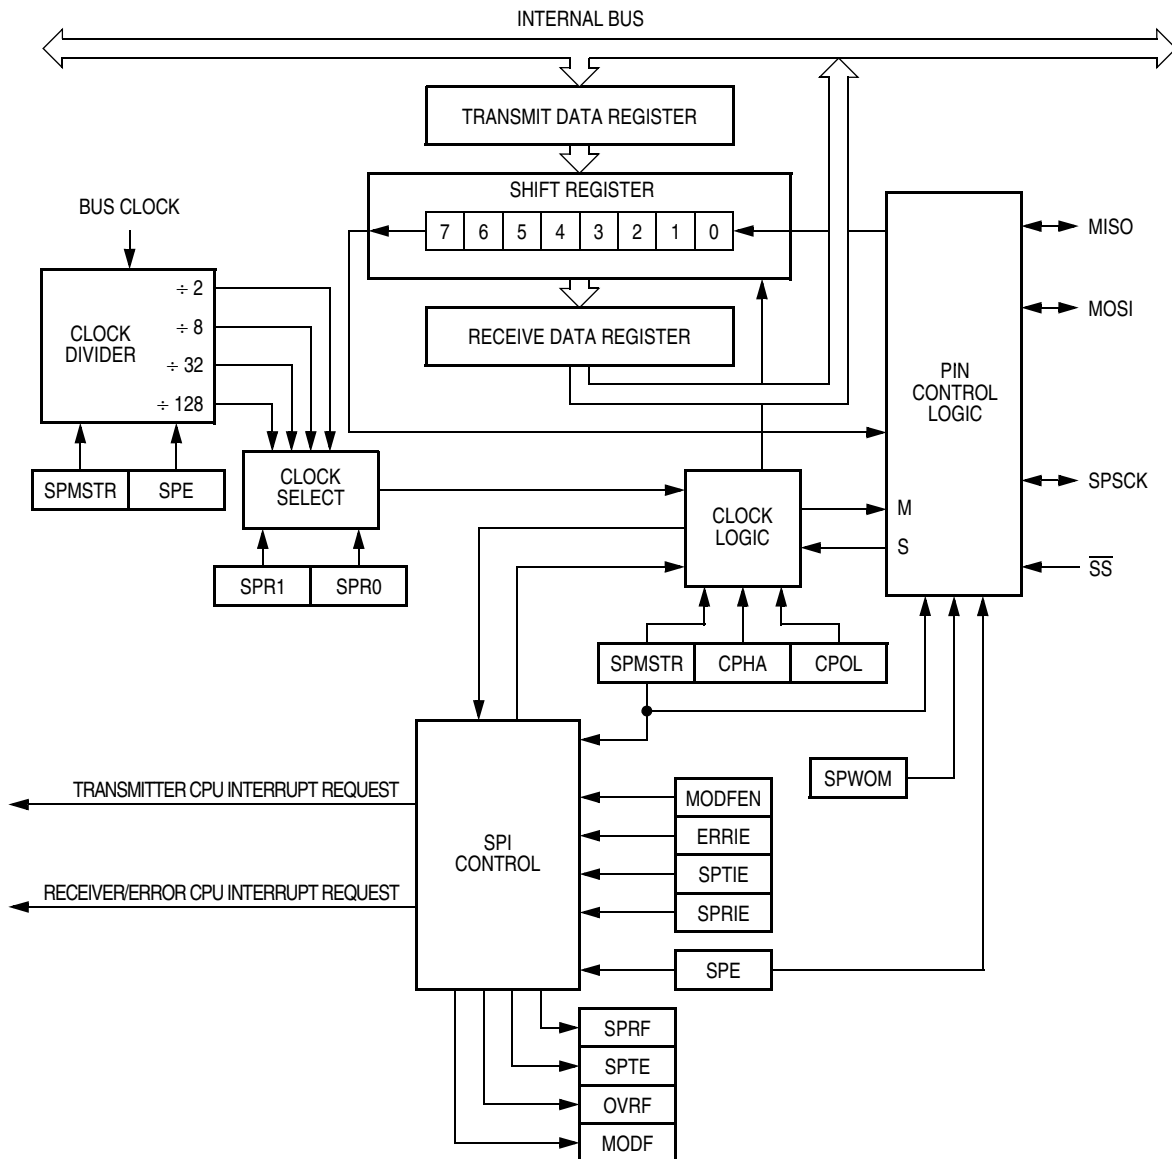 INTERNAL BUS
TRANSMIT DATA REGISTER
SHIFT REGISTER
7 6 5 4 3 2 1 0
RECEIVE DATA REGISTER
BUS CLOCK
CLOCK
DIVIDER
÷ 2
÷ 8
÷ 32
÷ 128
SPMSTR SPE
CLOCK
SELECT
SPR1 SPR0
PIN
CONTROL
LOGIC
M
S
MISO
MOSI
SPSCK
SS
CLOCK
LOGIC
SPMSTR CPHA CPOL
SPWOM
TRANSMITTER CPU INTERRUPT REQUEST
RECEIVER/ERROR CPU INTERRUPT REQUEST
SPI
CONTROL
MODFEN
ERRIE
SPTIE
SPRIE
SPE
SPRF
SPTE
OVRF
MODF